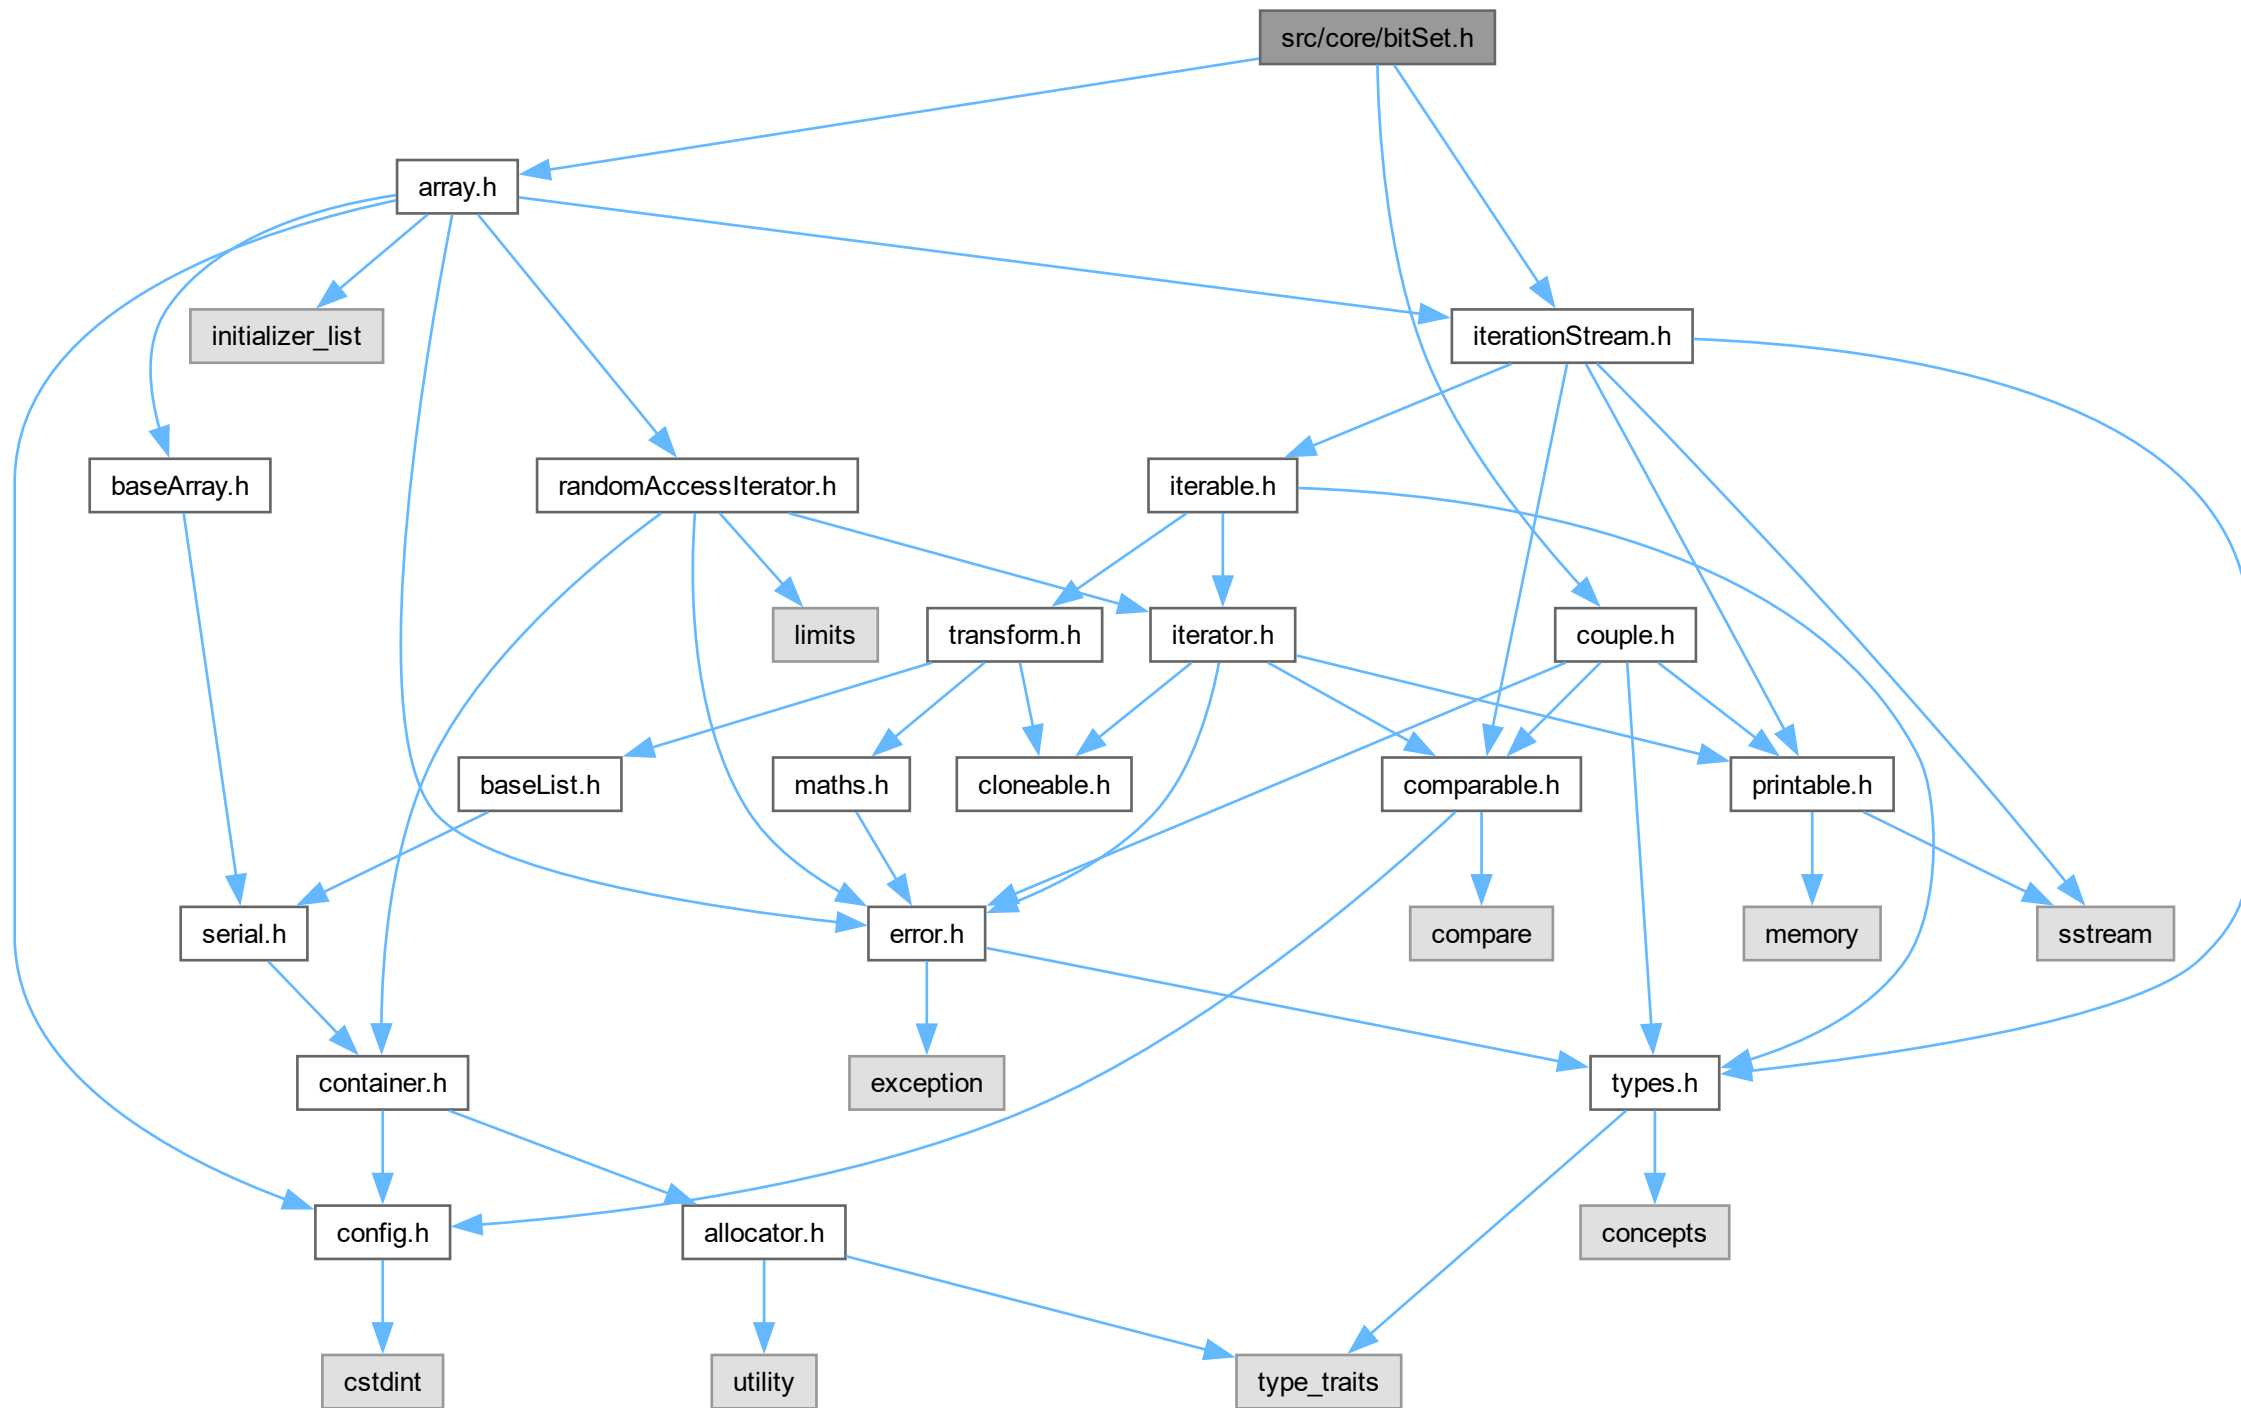 src/core/bitSet.h
array.h
initializer_list
iterationStream.h
baseArray.h
randomAccessIterator.h
iterable.h
limits
transform.h
iterator.h
couple.h
baseList.h
maths.h
cloneable.h
comparable.h
printable.h
serial.h
error.h
compare
memory
sstream
container.h
exception
types.h
config.h
allocator.h
concepts
cstdint
utility
type_traits